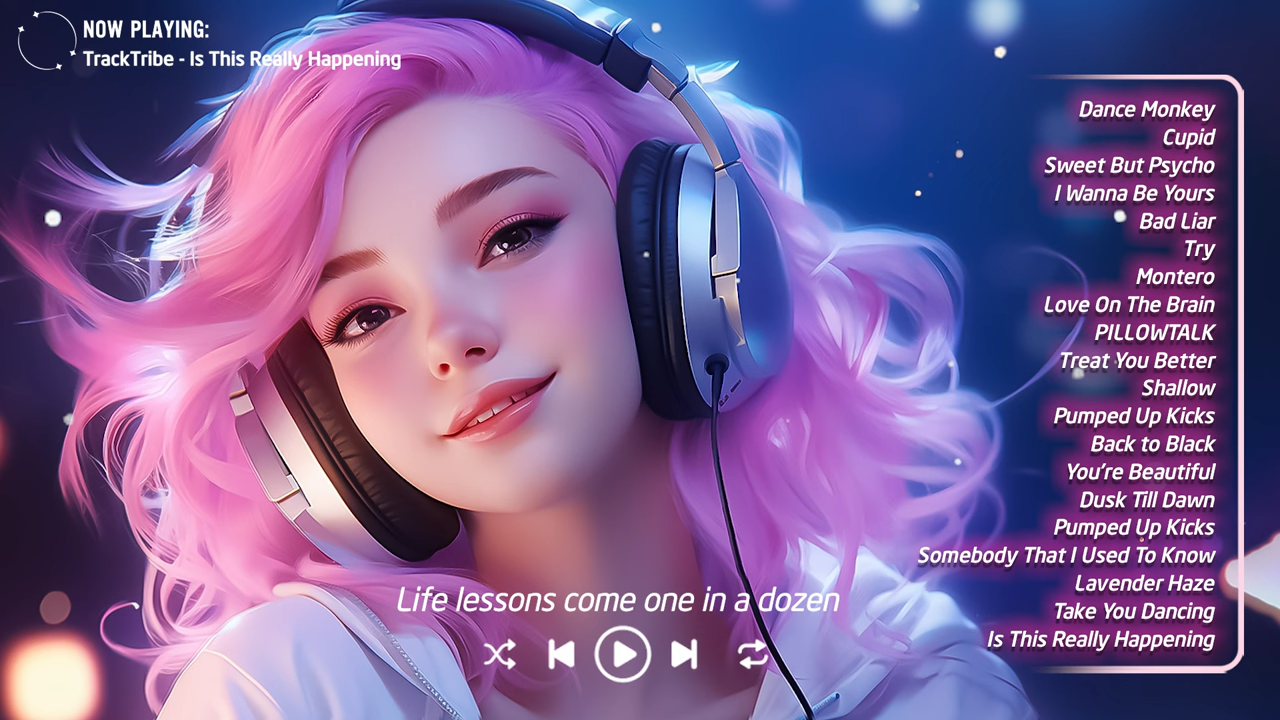 NOW PLAYING:
TrackTribe - Is This Really Happening
Dance Monkey
Cupid
Sweet But Psycho
I Wanna Be Yours
Bad Liar
Try
Montero
Love On The Brain
PILLOWTALK
Treat You Better
Shallow
Pumped Up Kicks
Back to Black
You're Beautiful
Dusk Till Dawn
Pumped Up Kicks
Somebody That I Used To Know
Lavender Haze
Take You Dancing
Is This Really Happening
Life lessons come one in a dozen